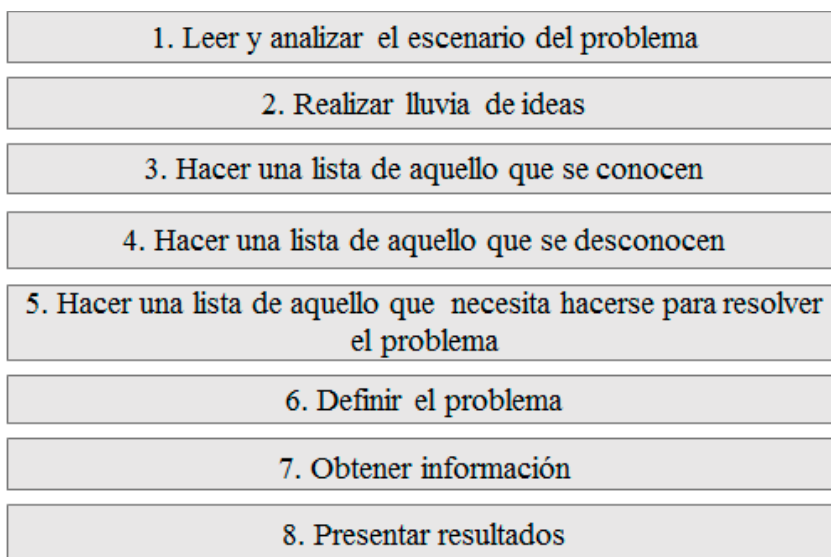 1. Leer y analizar el escenario del problema
2. Realizar lluvia de ideas
3. Hacer una lista de aquello que se conocen
4. Hacer una lista de aquello que se desconocen
5. Hacer una lista de aquello que necesita hacerse para resolver
el problema
6. Definir el problema
7. Obtener información
8. Presentar resultados